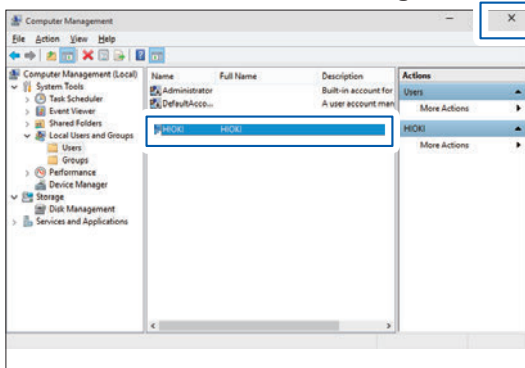 Computer Management
File Action View Help
Computer Management (Local)
System Tools
Task Scheduler
Event Viewer
Shared Folders
Local Users and Groups
Users
Groups
Performance
Device Manager
Storage
Disk Management
Services and Applications
Name Full Name Description
Administrator Built-in account for
DefaultAcco... A user account man
HIOKI HIOKI
Actions
Users
More Actions
HIOKI
More Actions